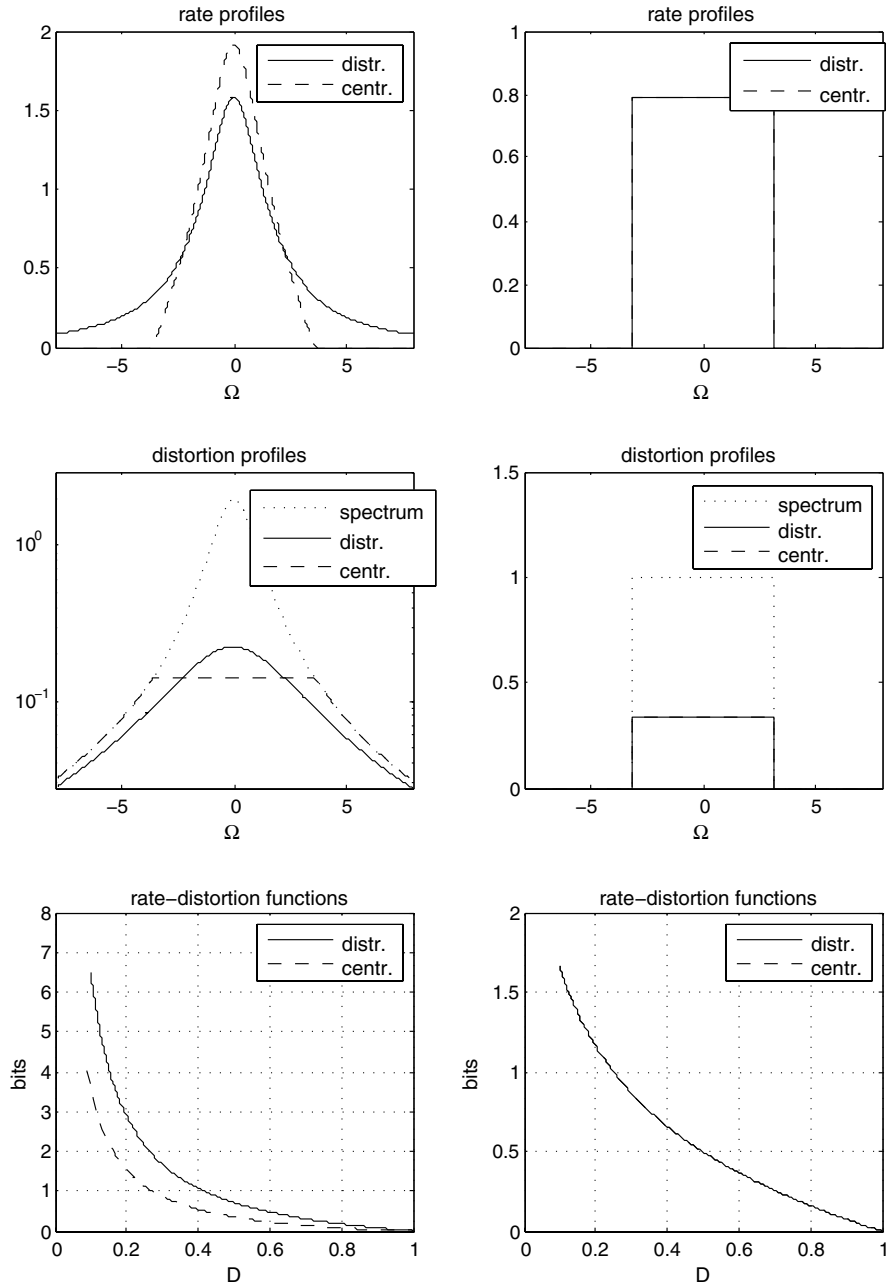 rate profiles
2
1.5
1
0.5
0
−5
0
5
Ω
distr.
centr.
rate profiles
1
0.8
0.6
0.4
0.2
0
−5
0
5
Ω
distr.
centr.
distortion profiles
10^0
10^−1
−5
0
5
Ω
spectrum
distr.
centr.
distortion profiles
1.5
1
0.5
0
−5
0
5
Ω
spectrum
distr.
centr.
rate−distortion functions
8
7
6
5
4
3
2
1
0
bits
0
0.2
0.4
0.6
0.8
1
D
distr.
centr.
rate−distortion functions
2
1.5
1
0.5
0
bits
0
0.2
0.4
0.6
0.8
1
D
distr.
centr.